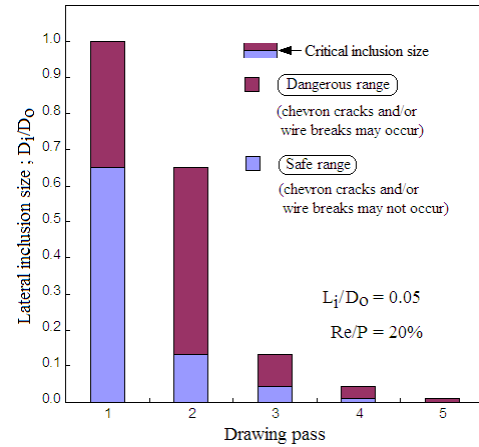 Lateral inclusion size ; Di/Do
1.0
0.9
0.8
0.7
0.6
0.5
0.4
0.3
0.2
0.1
0.0
Critical inclusion size
Dangerous range
(chevron cracks and/or
wire breaks may occur)
Safe range
(chevron cracks and/or
wire breaks may not occur)
Li/Do = 0.05
Re/P = 20%
1 2 3 4 5
Drawing pass